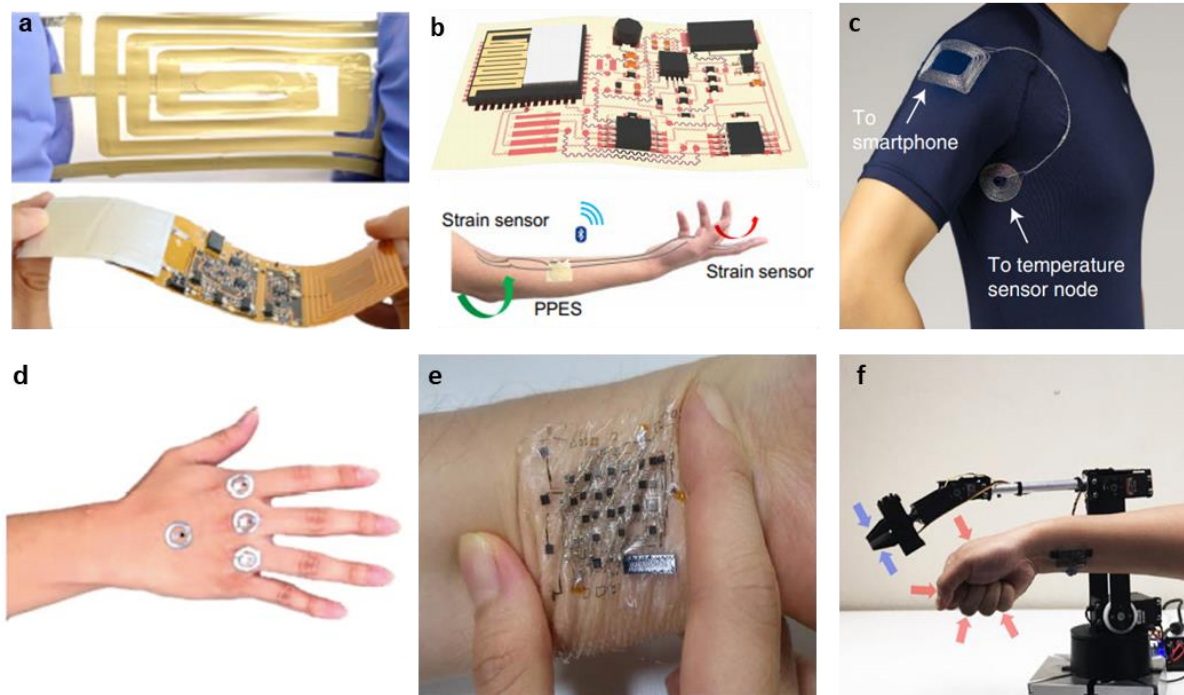 a
b
c
Strain sensor
Strain sensor
PPES
To
smartphone
To temperature
sensor node
d
e
f